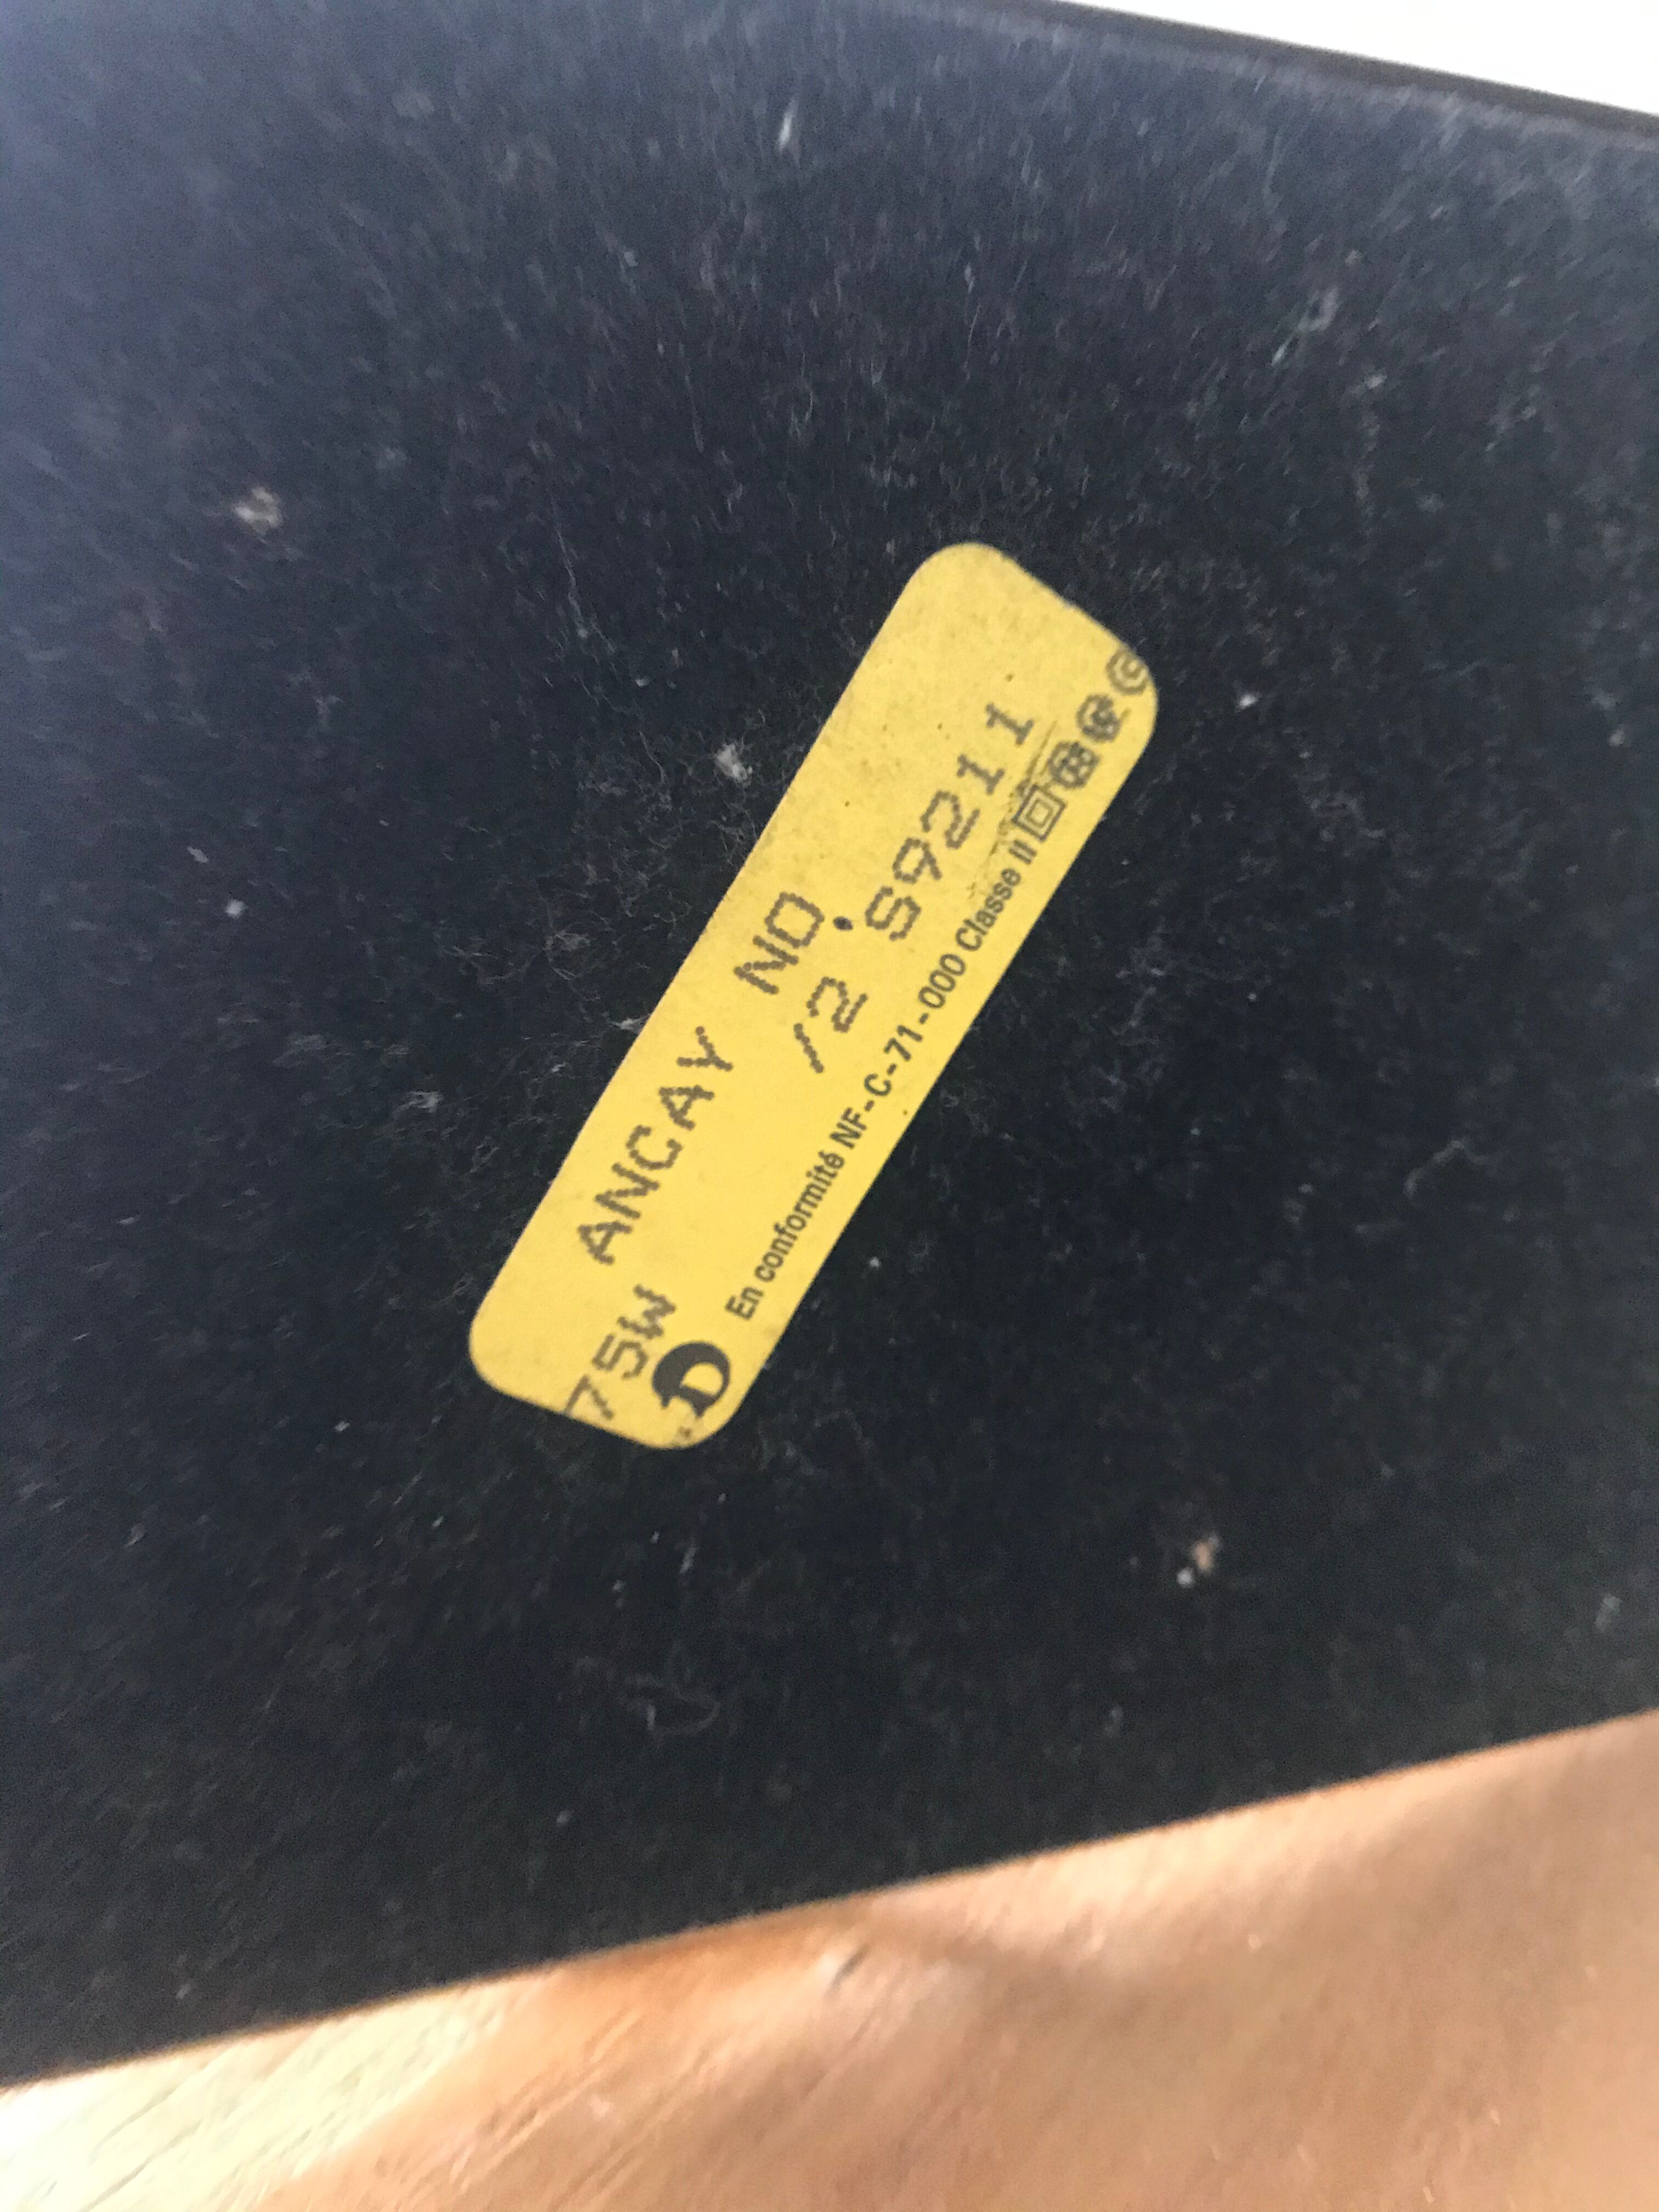 75W ANCAY NO
/2 S9211
D En conformité NF-C-71-000 Classe II